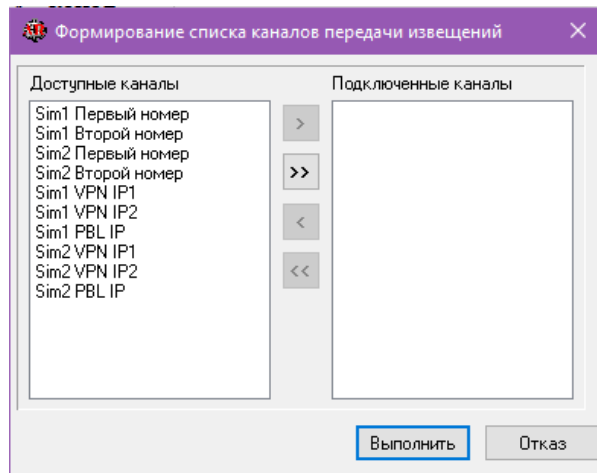 Формирование списка каналов передачи извещений
Доступные каналы
Подключенные каналы
Sim1 Первый номер
Sim1 Второй номер
Sim2 Первый номер
Sim2 Второй номер
Sim1 VPN IP1
Sim1 VPN IP2
Sim1 PBL IP
Sim2 VPN IP1
Sim2 VPN IP2
Sim2 PBL IP
>
>>
<
<<
Выполнить
Отказ